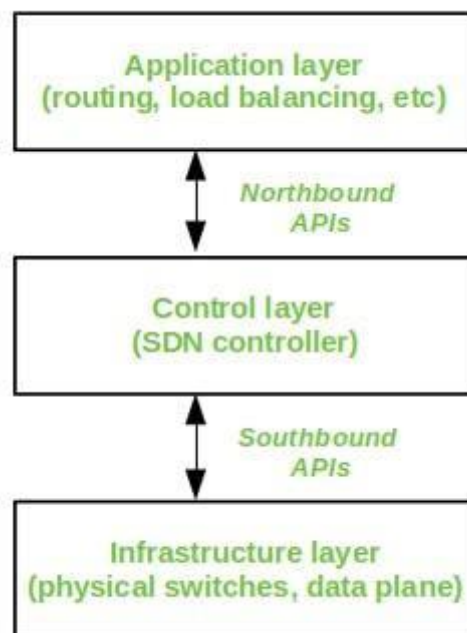 Application layer
(routing, load balancing, etc)
Northbound
APIs
Control layer
(SDN controller)
Southbound
APIs
Infrastructure layer
(physical switches, data plane)